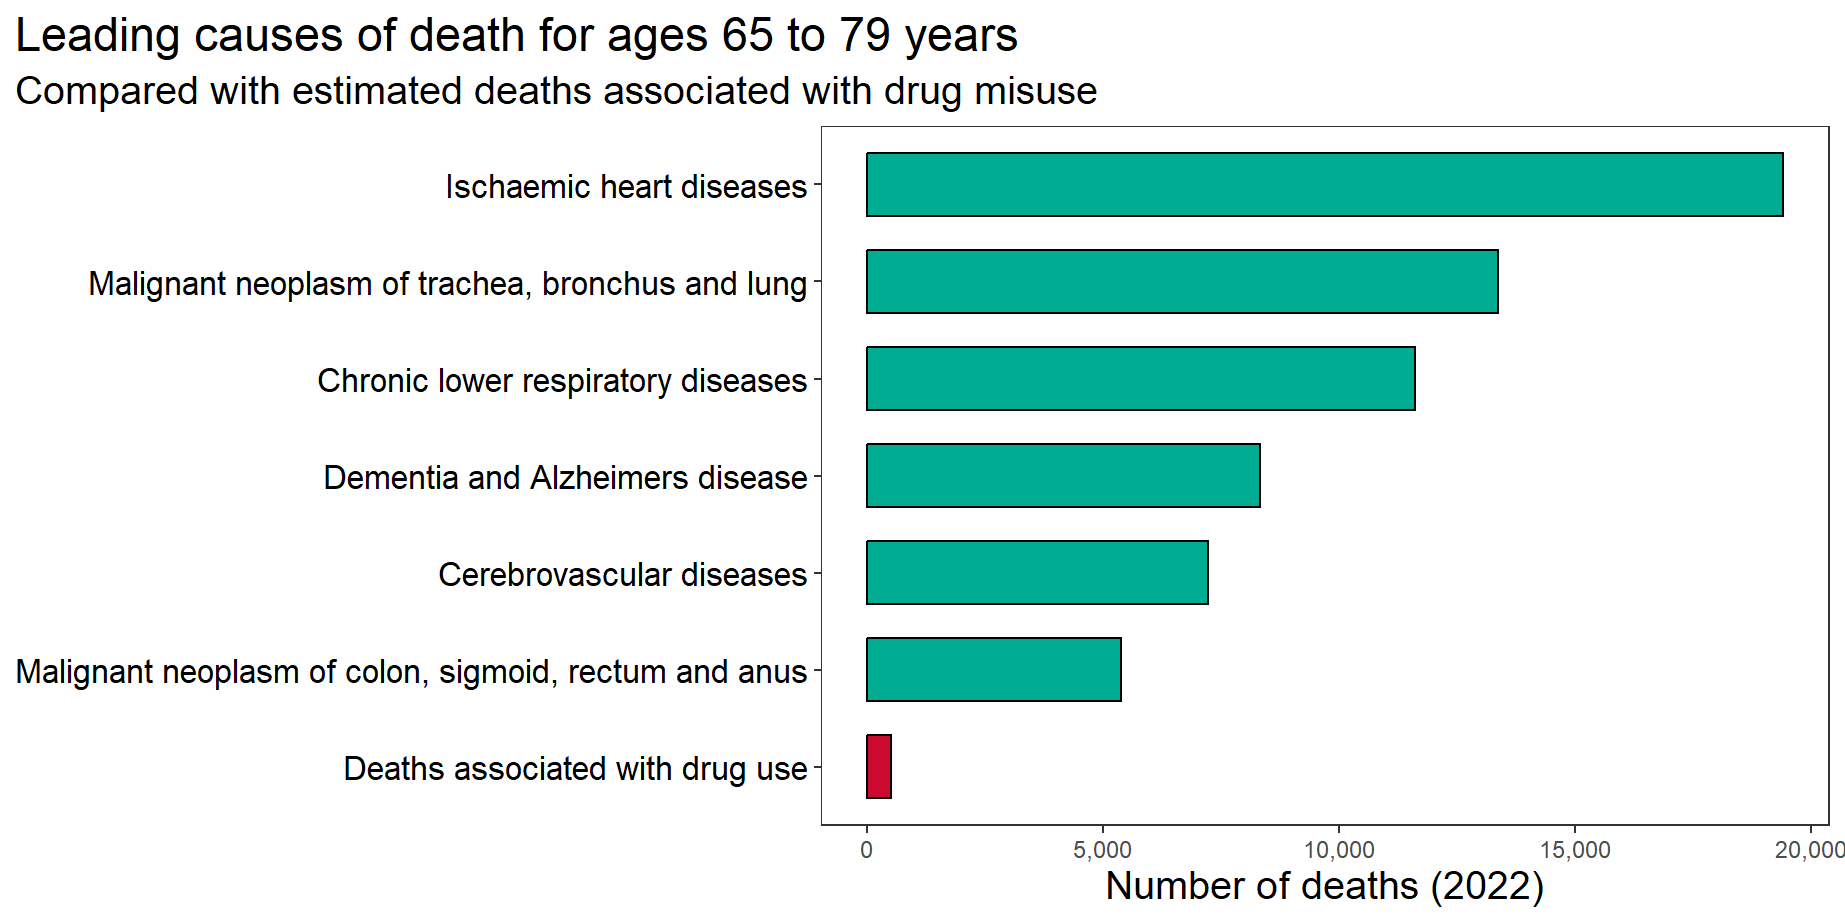 Leading causes of death for ages 65 to 79 years
Compared with estimated deaths associated with drug misuse
Ischaemic heart diseases
Malignant neoplasm of trachea, bronchus and lung
Chronic lower respiratory diseases
Dementia and Alzheimers disease
Cerebrovascular diseases
Malignant neoplasm of colon, sigmoid, rectum and anus
Deaths associated with drug use
0 5,000 10,000 15,000 20,000
Number of deaths (2022)